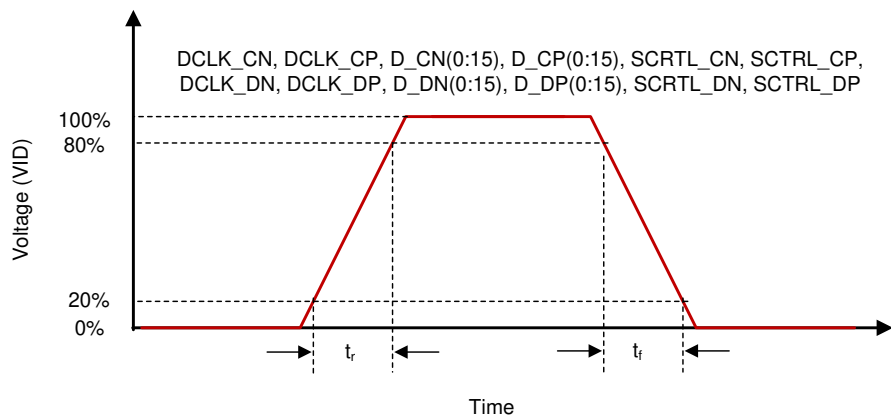 DCLK_CN, DCLK_CP, D_CN(0:15), D_CP(0:15), SCRTL_CN, SCTRL_CP,
DCLK_DN, DCLK_DP, D_DN(0:15), D_DP(0:15), SCRTL_DN, SCTRL_DP
100%
80%
Voltage (VID)
20%
0%
tr
tf
Time